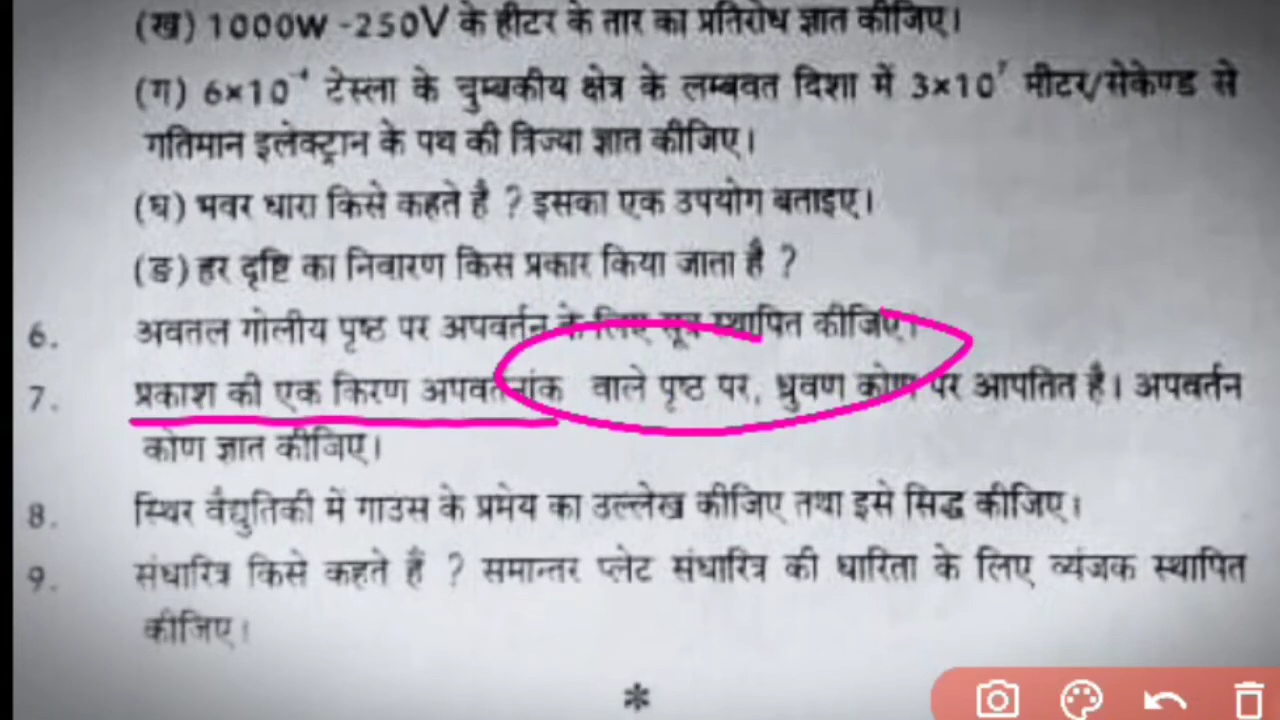 (ख) 1000W -250V के हीटर के तार का प्रतिरोध ज्ञात कीजिए।
(ग) 6×10⁻⁴ टेस्ला के चुम्बकीय क्षेत्र के लम्बवत दिशा में 3×10⁷ मीटर/सेकेण्ड से
गतिमान इलेक्ट्रान के पथ की त्रिज्या ज्ञात कीजिए।
(घ) भवर धारा किसे कहते है ? इसका एक उपयोग बताइए।
(ङ) हर दृष्टि का निवारण किस प्रकार किया जाता है ?
6. अवतल गोलीय पृष्ठ पर अपवर्तन के लिए सूत्र स्थापित कीजिए।
7. प्रकाश की एक किरण अपवर्तनांक वाले पृष्ठ पर, ध्रुवण कोण पर आपतित है। अपवर्तन
कोण ज्ञात कीजिए।
8. स्थिर वैद्युतिकी में गाउस के प्रमेय का उल्लेख कीजिए तथा इसे सिद्ध कीजिए।
9. संधारित्र किसे कहते हैं ? समान्तर प्लेट संधारित्र की धारिता के लिए व्यंजक स्थापित
कीजिए।
*